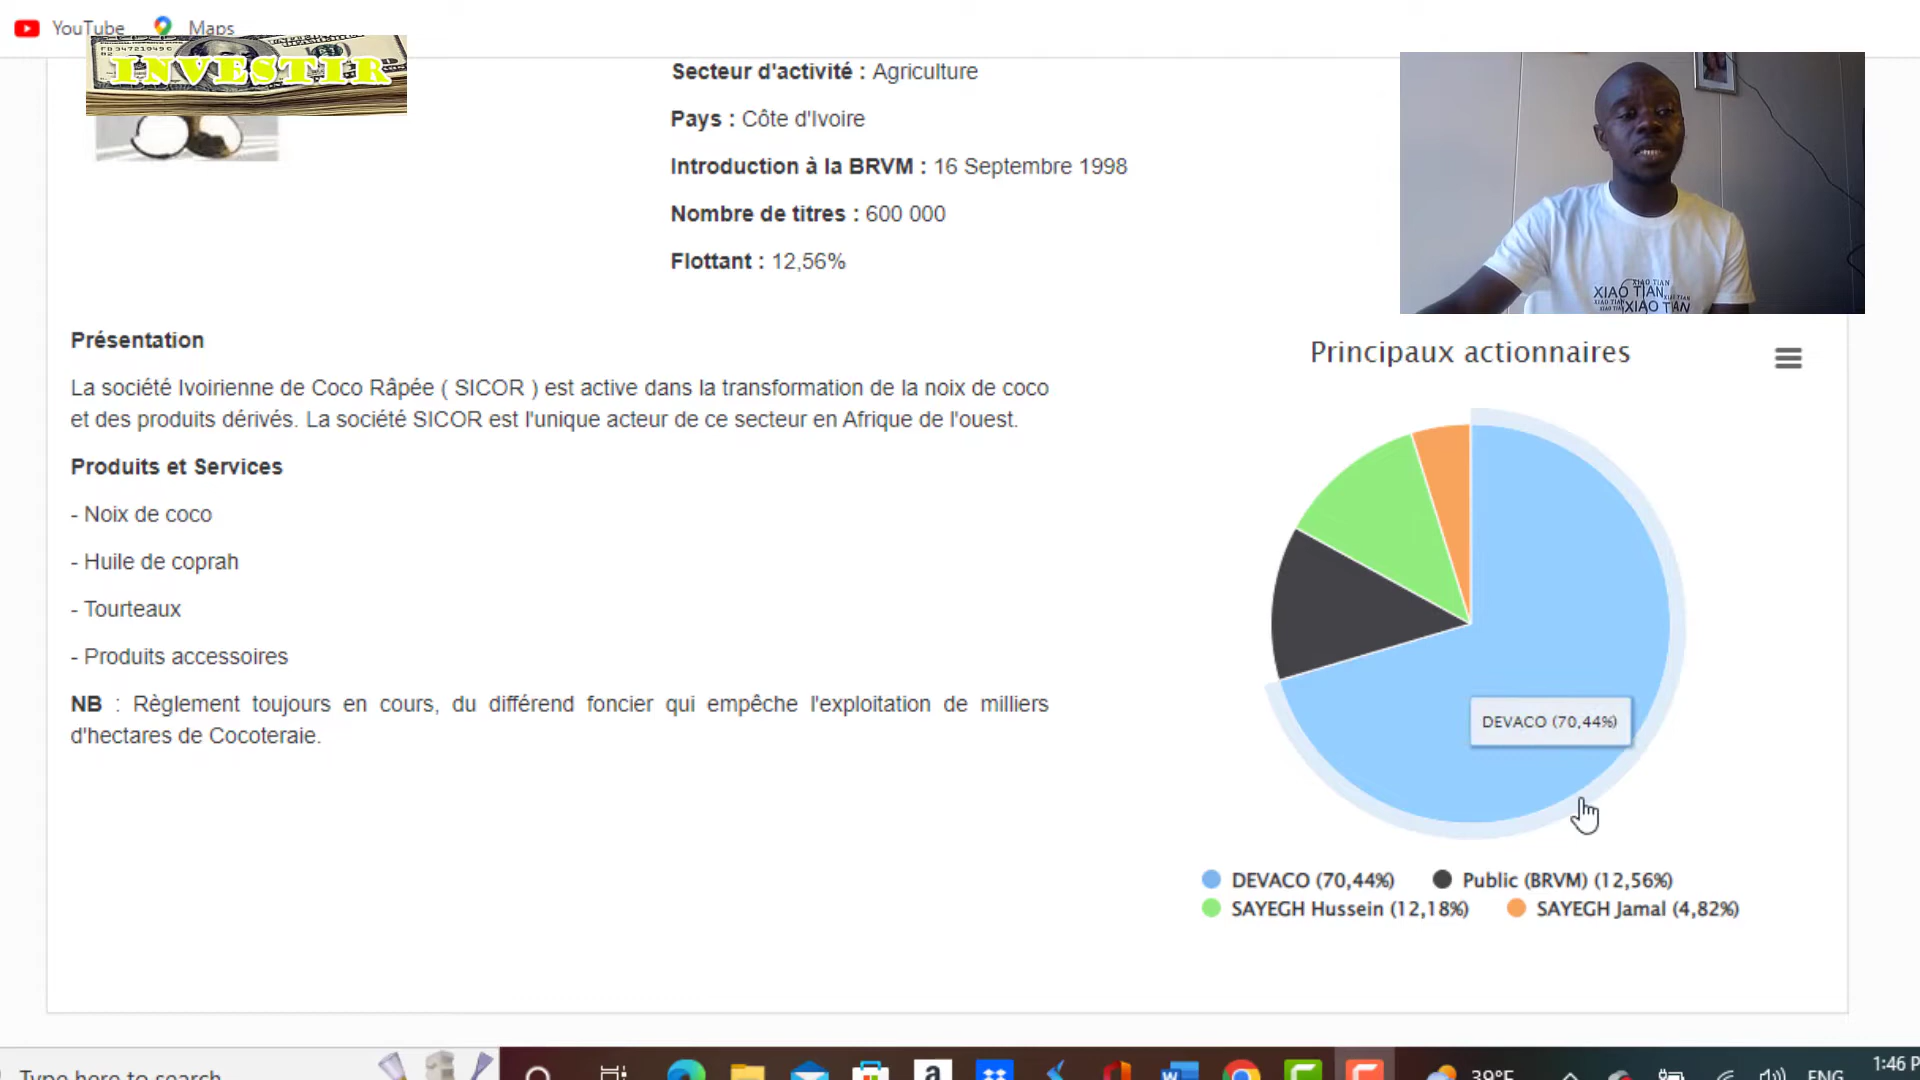 YouTube
Maps
INVESTIR
Secteur d'activité : Agriculture
Pays : Côte d'Ivoire
Introduction à la BRVM : 16 Septembre 1998
Nombre de titres : 600 000
Flottant : 12,56%
XIAO TIAN
XIAO TIAN
XIAO TIAN
Présentation
La société Ivoirienne de Coco Râpée ( SICOR ) est active dans la transformation de la noix de coco
et des produits dérivés. La société SICOR est l'unique acteur de ce secteur en Afrique de l'ouest.
Produits et Services
- Noix de coco
- Huile de coprah
- Tourteaux
- Produits accessoires
NB : Règlement toujours en cours, du différend foncier qui empêche l'exploitation de milliers
d'hectares de Cocoteraie.
Principaux actionnaires
DEVACO (70,44%)
DEVACO (70,44%) Public (BRVM) (12,56%)
SAYEGH Hussein (12,18%) SAYEGH Jamal (4,82%)
Type here to search
39°F
ENG
1:46 P